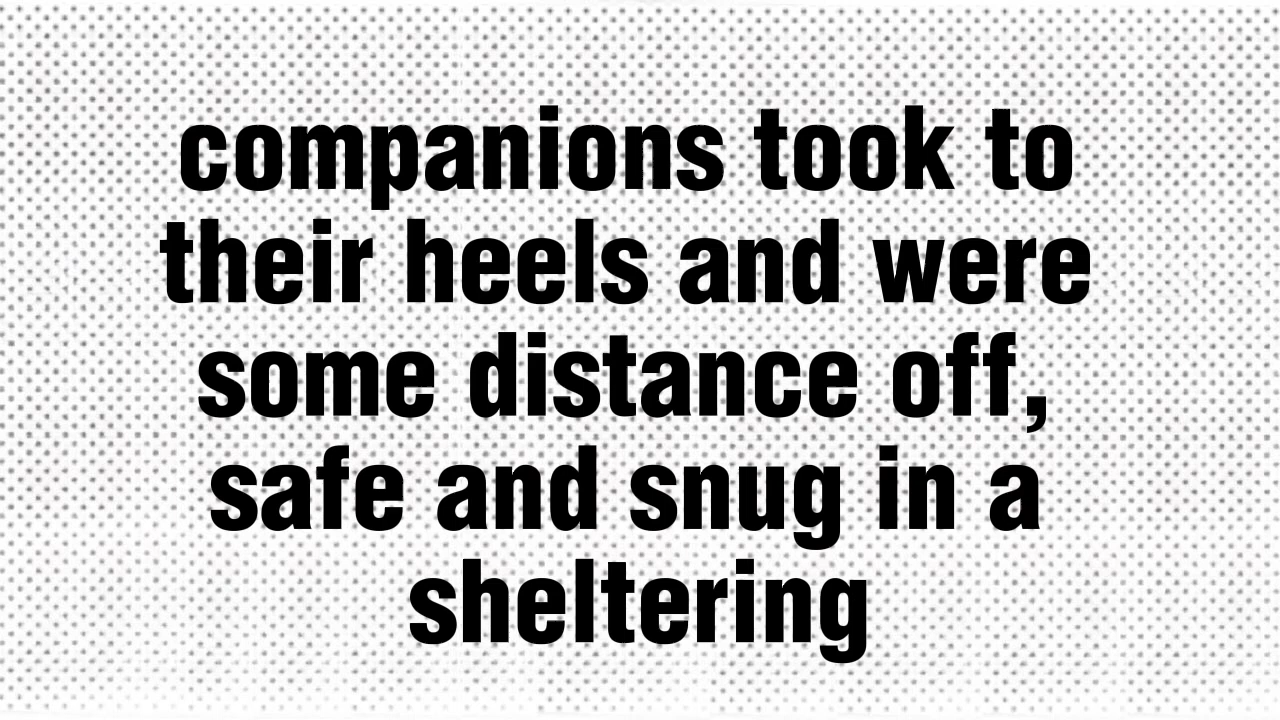 companions took to
their heels and were
some distance off,
safe and snug in a
sheltering